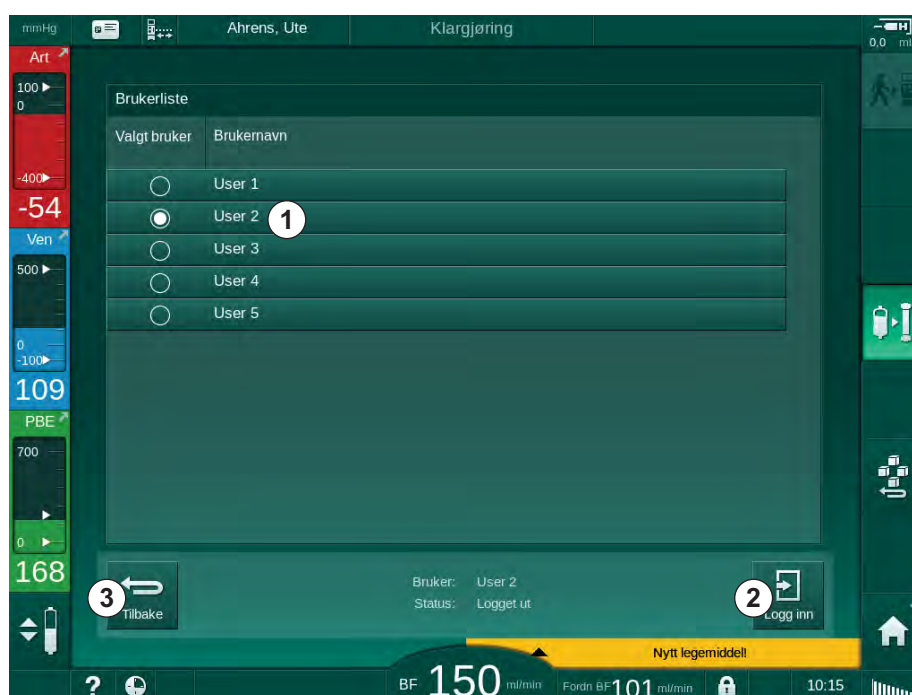 mmHg
Ahrens, Ute
Klargjøring
0,0 ml
Art
100
0
-400
-54
Ven
500
0
-100
109
PBE
700
0
168
Brukerliste
Valgt bruker Brukernavn
User 1
User 2 1
User 3
User 4
User 5
3 Tilbake
Bruker: User 2
Status: Logget ut
2 Logg inn
Nytt legemiddel!
? BF 150 ml/min Fordn BF 101 ml/min 10:15